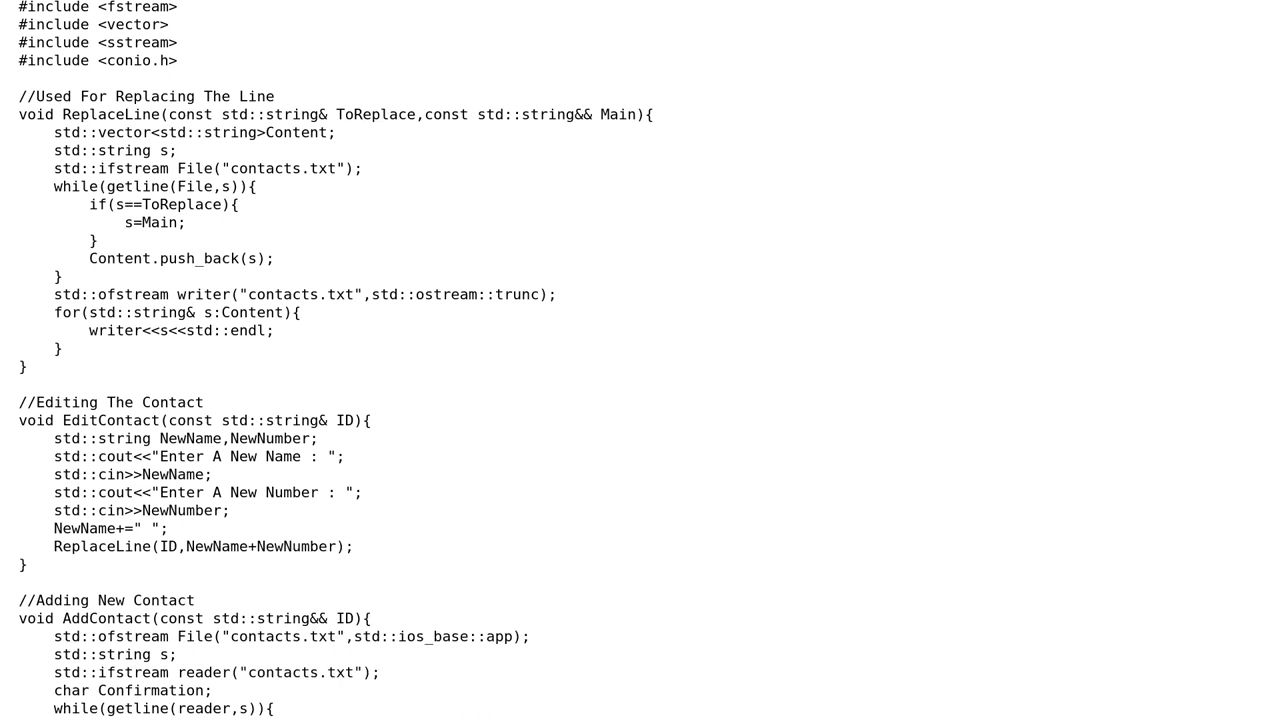 #include <fstream>
#include <vector>
#include <sstream>
#include <conio.h>

//Used For Replacing The Line
void ReplaceLine(const std::string& ToReplace,const std::string&& Main){
    std::vector<std::string>Content;
    std::string s;
    std::ifstream File("contacts.txt");
    while(getline(File,s)){
        if(s==ToReplace){
            s=Main;
        }
        Content.push_back(s);
    }
    std::ofstream writer("contacts.txt",std::ostream::trunc);
    for(std::string& s:Content){
        writer<<s<<std::endl;
    }
}

//Editing The Contact
void EditContact(const std::string& ID){
    std::string NewName,NewNumber;
    std::cout<<"Enter A New Name : ";
    std::cin>>NewName;
    std::cout<<"Enter A New Number : ";
    std::cin>>NewNumber;
    NewName+=" ";
    ReplaceLine(ID,NewName+NewNumber);
}

//Adding New Contact
void AddContact(const std::string&& ID){
    std::ofstream File("contacts.txt",std::ios_base::app);
    std::string s;
    std::ifstream reader("contacts.txt");
    char Confirmation;
    while(getline(reader,s)){